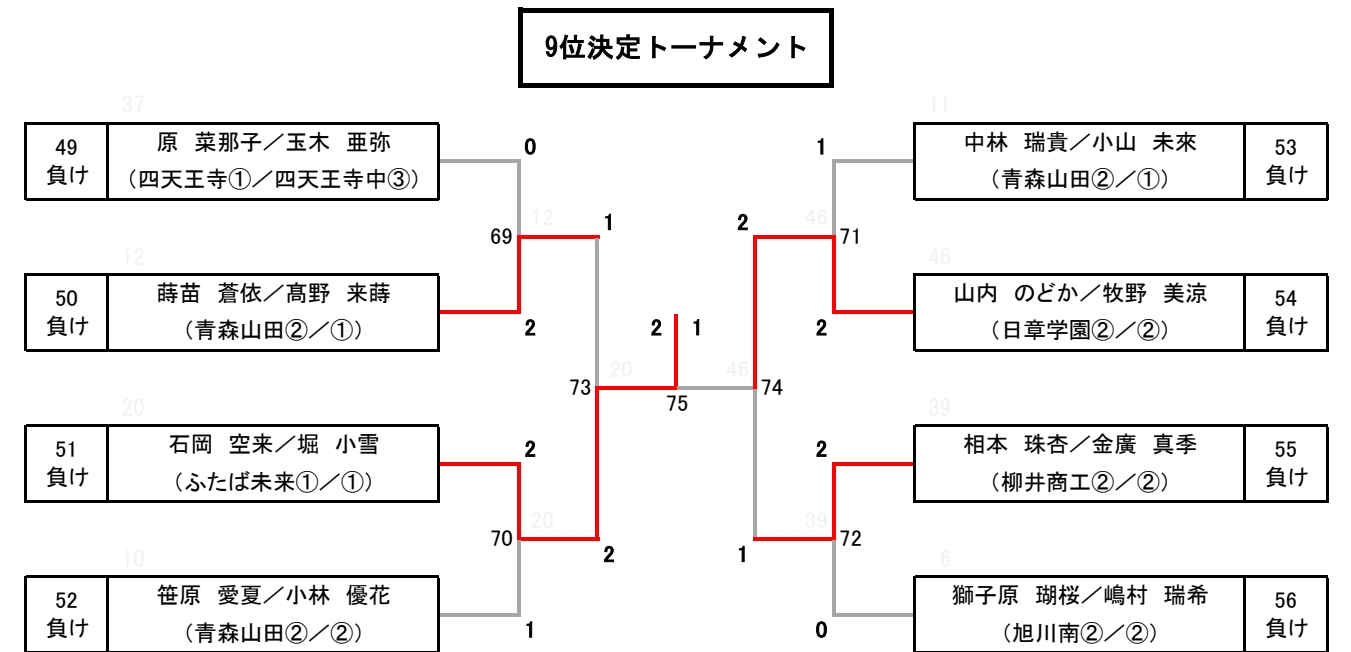 9位決定トーナメント
37
49
負け
原 菜那子／玉木 亜弥
（四天王寺①／四天王寺中③）
0
12
69
1
12
50
負け
蒔苗 蒼依／髙野 来蒔
（青森山田②／①）
2
20
51
負け
石岡 空来／堀 小雪
（ふたば未来①／①）
2
20
70
2
10
52
負け
笹原 愛夏／小林 優花
（青森山田②／②）
1
73
20
2
1
75
46
74
11
1
中林 瑞貴／小山 未來
（青森山田②／①）
53
負け
2
46
71
46
2
山内 のどか／牧野 美涼
（日章学園②／②）
54
負け
39
2
相本 珠杏／金廣 真季
（柳井商工②／②）
55
負け
1
39
72
6
0
獅子原 瑚桜／嶋村 瑞希
（旭川南②／②）
56
負け